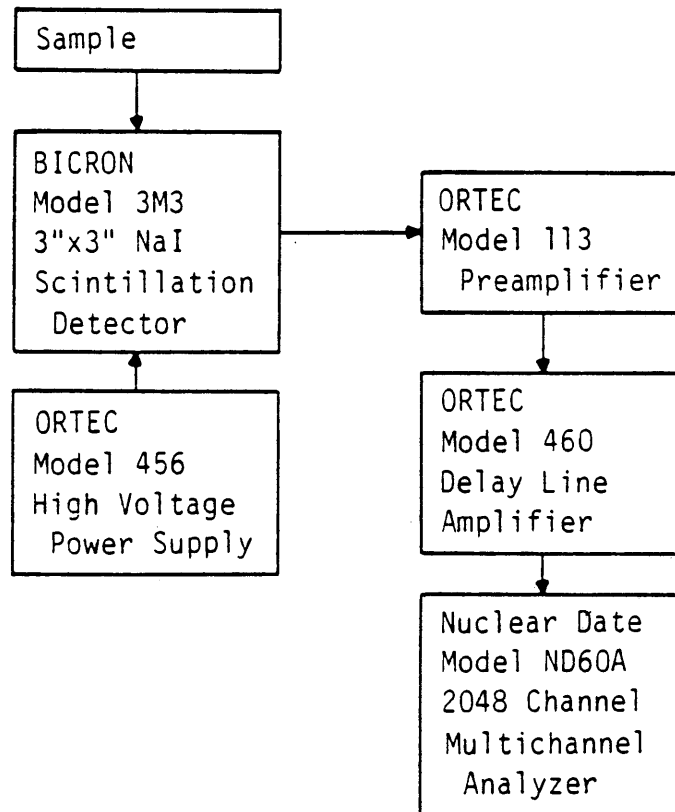 Sample
BICRON
Model 3M3
3"x3" NaI
Scintillation
Detector
ORTEC
Model 456
High Voltage
Power Supply
ORTEC
Model 113
Preamplifier
ORTEC
Model 460
Delay Line
Amplifier
Nuclear Date
Model ND60A
2048 Channel
Multichannel
Analyzer